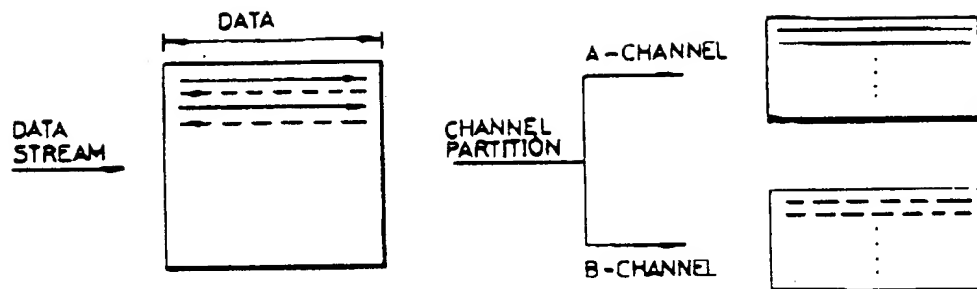 DATA
DATA
STREAM
CHANNEL
PARTITION
A-CHANNEL
B-CHANNEL